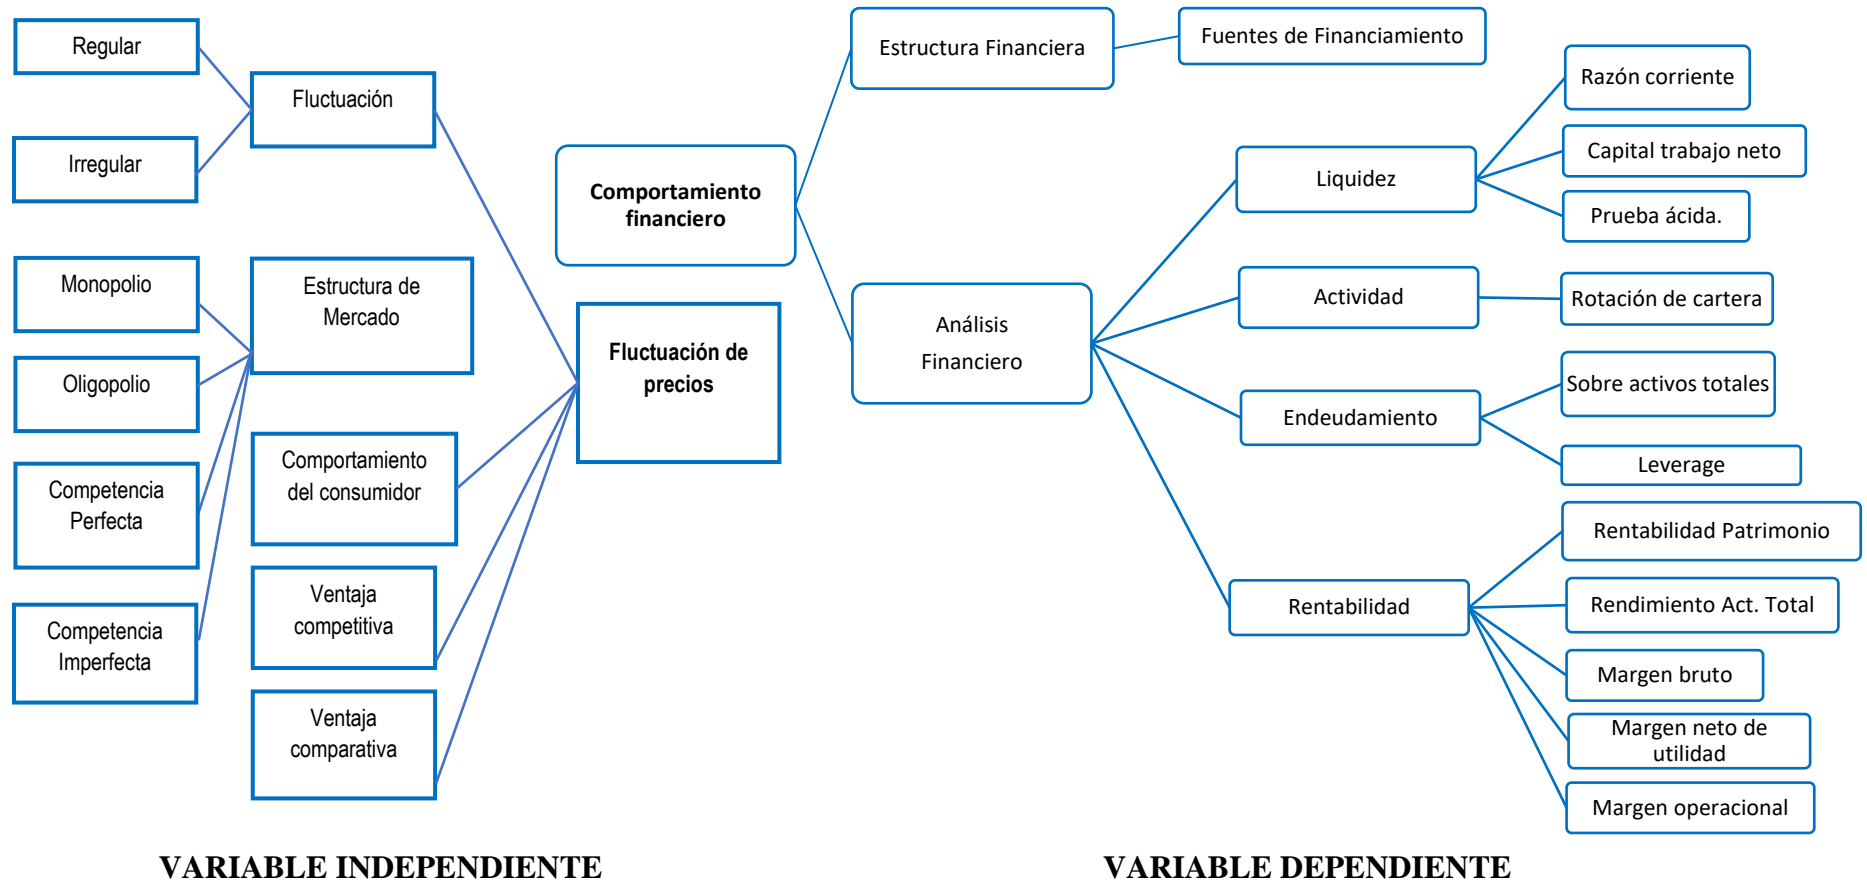 Regular
Irregular
Fluctuación
Monopolio
Oligopolio
Competencia
Perfecta
Competencia
Imperfecta
Estructura de
Mercado
Comportamiento
del consumidor
Ventaja
competitiva
Ventaja
comparativa
Fluctuación de
precios
VARIABLE INDEPENDIENTE
Comportamiento
financiero
Estructura Financiera
Fuentes de Financiamiento
Análisis
Financiero
Liquidez
Razón corriente
Capital trabajo neto
Prueba ácida.
Actividad
Rotación de cartera
Endeudamiento
Sobre activos totales
Leverage
Rentabilidad
Rentabilidad Patrimonio
Rendimiento Act. Total
Margen bruto
Margen neto de
utilidad
Margen operacional
VARIABLE DEPENDIENTE